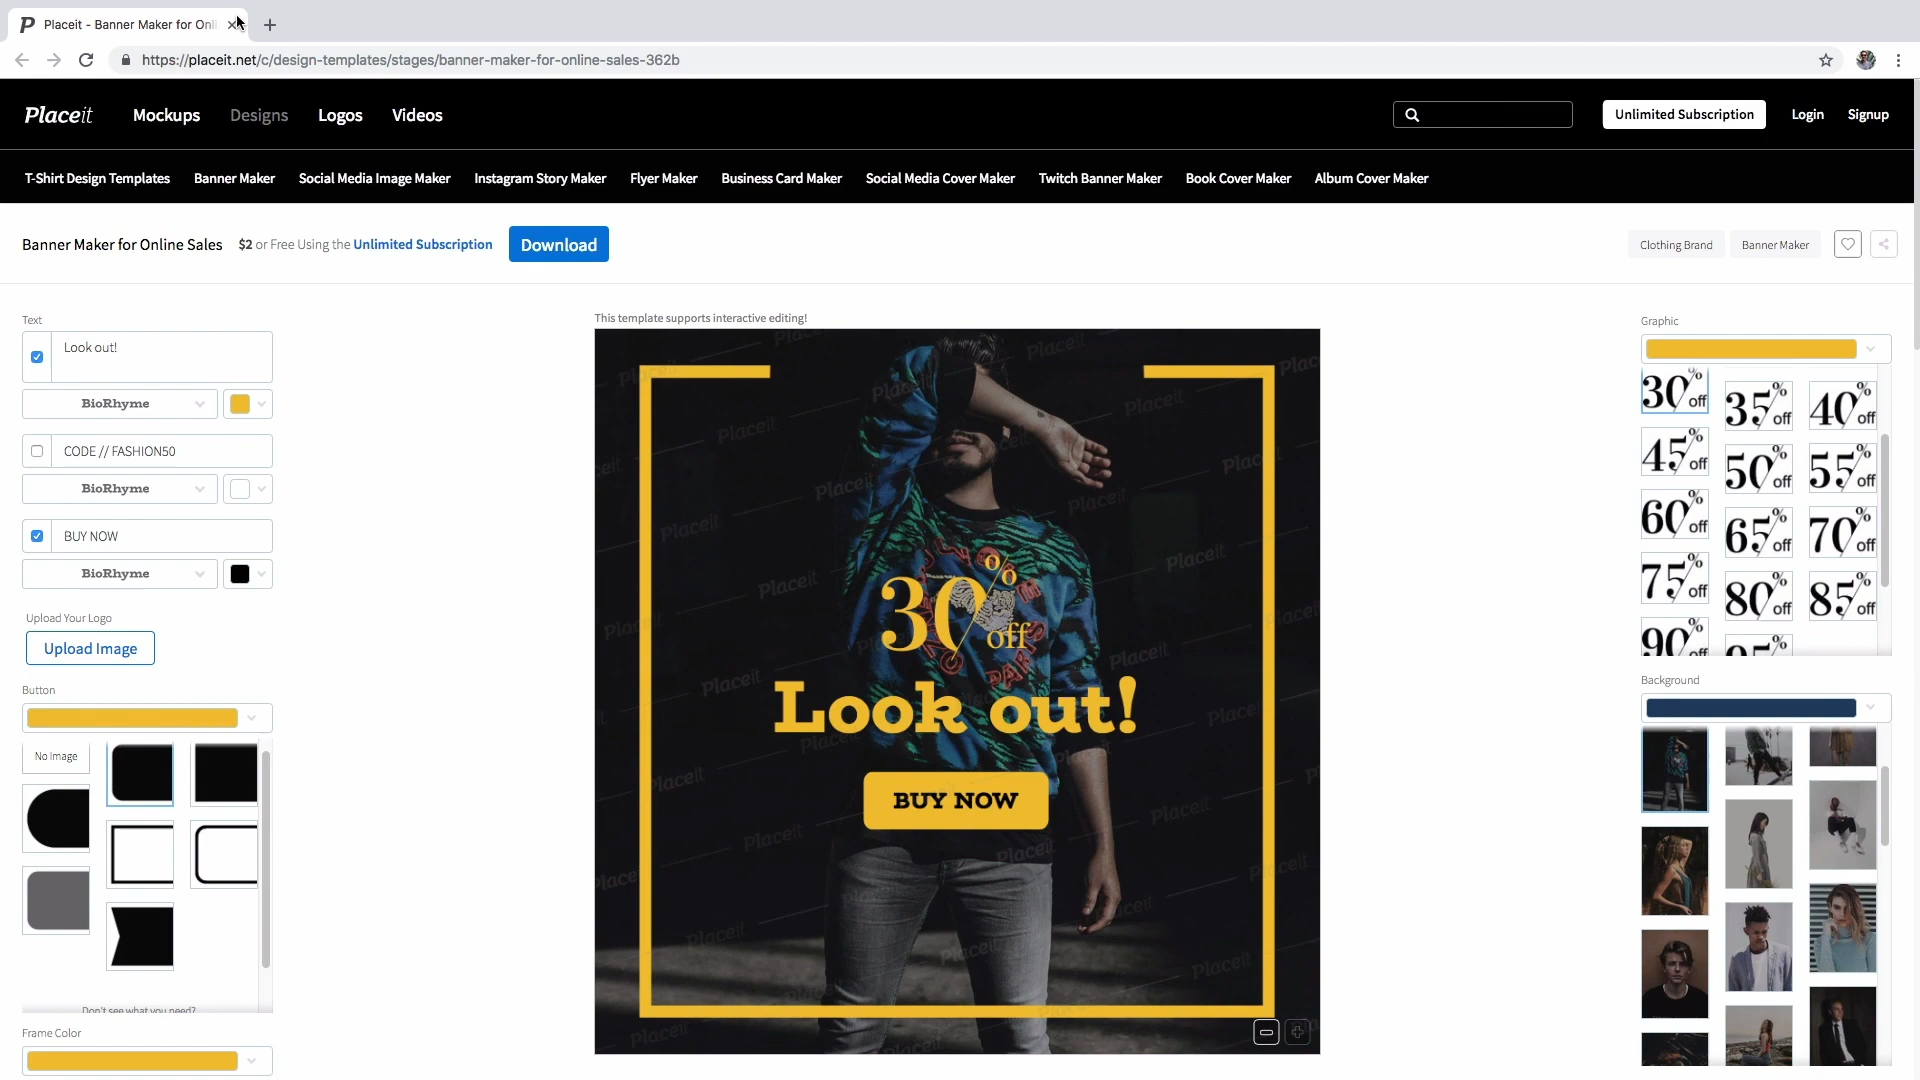 Placeit - Banner Maker for Onli
https://placeit.net/c/design-templates/stages/banner-maker-for-online-sales-362b
Placeit
Mockups
Designs
Logos
Videos
Unlimited Subscription
Login
Signup
T-Shirt Design Templates
Banner Maker
Social Media Image Maker
Instagram Story Maker
Flyer Maker
Business Card Maker
Social Media Cover Maker
Twitch Banner Maker
Book Cover Maker
Album Cover Maker
Banner Maker for Online Sales
$2 or Free Using the Unlimited Subscription
Download
Clothing Brand
Banner Maker
Text
Look out!
BioRhyme
CODE // FASHION50
BioRhyme
BUY NOW
BioRhyme
Upload Your Logo
Upload Image
Button
No Image
Don't see what you need?
Frame Color
This template supports interactive editing!
30% off
Look out!
BUY NOW
Placeit
Graphic
30% off
35% off
40% off
45% off
50% off
55% off
60% off
65% off
70% off
75% off
80% off
85% off
90% off
Background